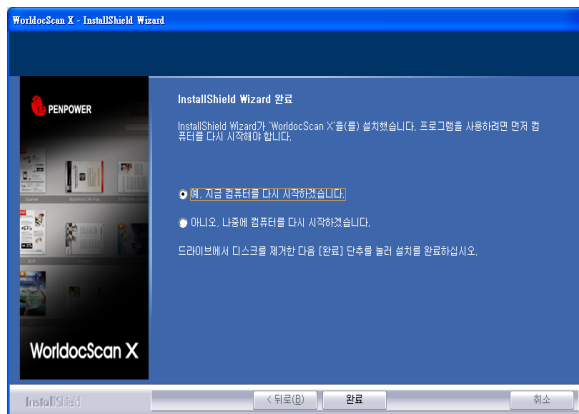 WorldocScan X - InstallShield Wizard
PENPOWER
InstallShield Wizard 완료
InstallShield Wizard가 'WorldocScan X'을(를) 설치했습니다. 프로그램을 사용하려면 먼저 컴
퓨터를 다시 시작해야 합니다.
예, 지금 컴퓨터를 다시 시작하겠습니다.
아니오, 나중에 컴퓨터를 다시 시작하겠습니다.
드라이브에서 디스크를 제거한 다음 [완료] 단추를 눌러 설치를 완료하십시오.
WorldocScan X
InstallShield
< 뒤로(B)
완료
취소